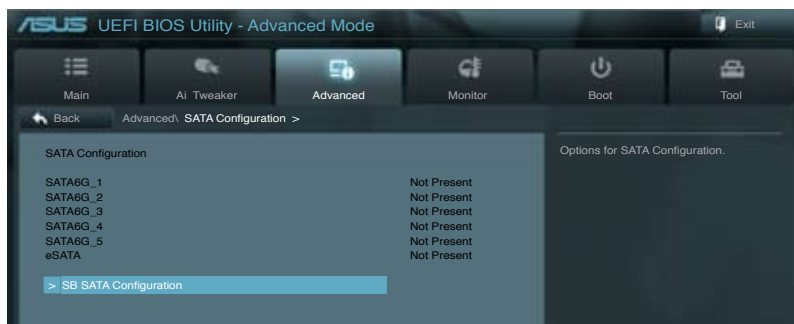 ASUS UEFI BIOS Utility - Advanced Mode
Exit
Main
Ai Tweaker
Advanced
Monitor
Boot
Tool
Back
Advanced\ SATA Configuration >
SATA Configuration
SATA6G_1 Not Present
SATA6G_2 Not Present
SATA6G_3 Not Present
SATA6G_4 Not Present
SATA6G_5 Not Present
eSATA Not Present
> SB SATA Configuration
Options for SATA Configuration.